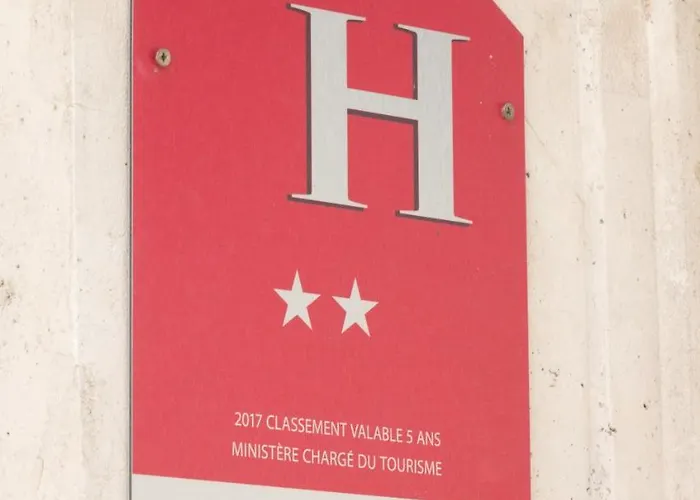 H
2017 CLASSEMENT VALABLE 5 ANS
MINISTÈRE CHARGÉ DU TOURISME